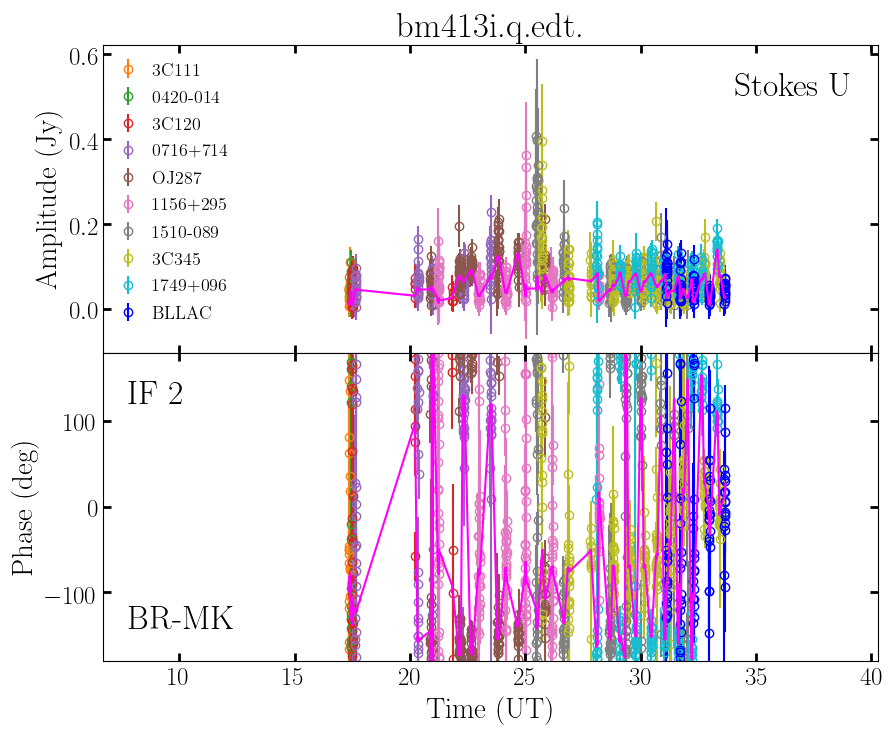 bm413i.q.edt.
Stokes U
Amplitude (Jy)
0.6
0.4
0.2
0.0
3C111
0420-014
3C120
0716+714
OJ287
1156+295
1510-089
3C345
1749+096
BLLAC
IF 2
BR-MK
Phase (deg)
100
0
−100
10
15
20
25
30
35
40
Time (UT)